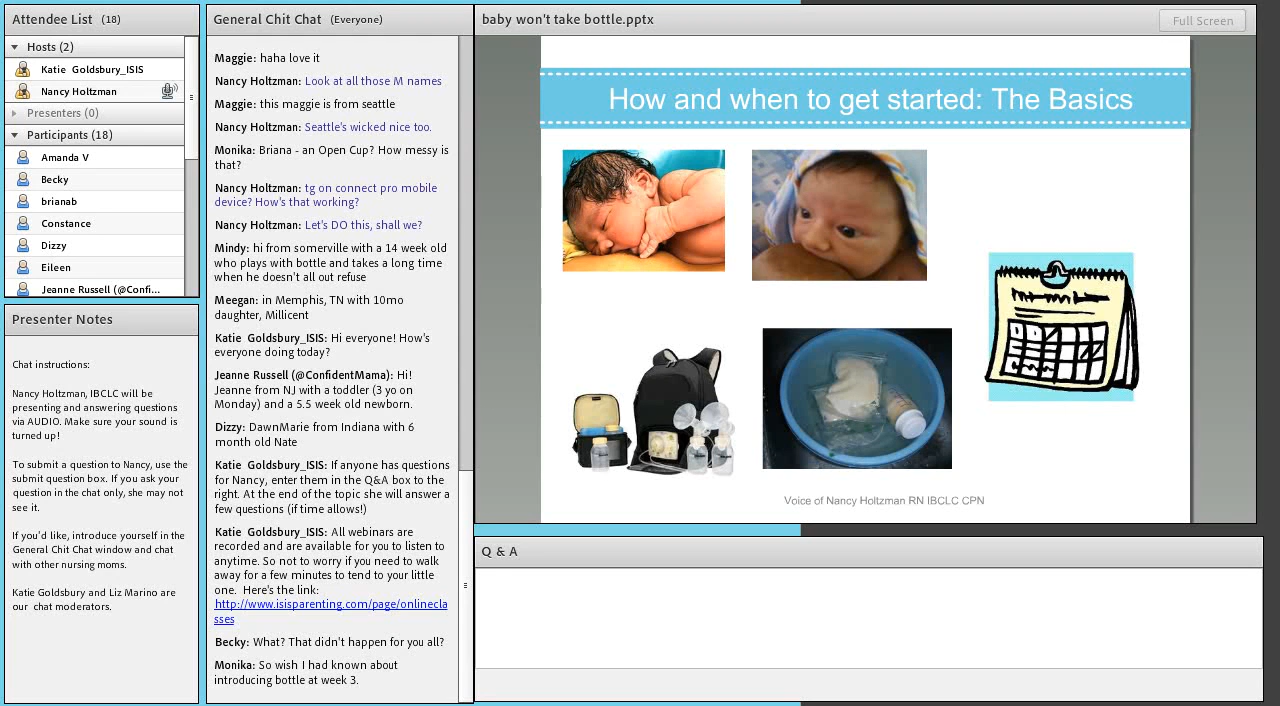 Attendee List (18)
Hosts (2)
Katie Goldsbury_ISIS
Nancy Holtzman
Presenters (0)
Participants (18)
Amanda V
Becky
brianab
Constance
Dizzy
Eileen
Jeanne Russell (@Confi...
Presenter Notes
Chat instructions:
Nancy Holtzman, IBCLC will be
presenting and answering questions
via AUDIO. Make sure your sound is
turned up!
To submit a question to Nancy, use the
submit question box. If you ask your
question in the chat only, she may not
see it.
If you'd like, introduce yourself in the
General Chit Chat window and chat
with other nursing moms.
Katie Goldsbury and Liz Marino are
our chat moderators.
General Chit Chat (Everyone)
Maggie: haha love it
Nancy Holtzman: Look at all those M names
Maggie: this maggie is from seattle
Nancy Holtzman: Seattle's wicked nice too.
Monika: Briana - an Open Cup? How messy is
that?
Nancy Holtzman: tg on connect pro mobile
device? How's that working?
Nancy Holtzman: Let's DO this, shall we?
Mindy: hi from somerville with a 14 week old
who plays with bottle and takes a long time
when he doesn't all out refuse
Meegan: in Memphis, TN with 10mo
daughter, Millicent
Katie Goldsbury_ISIS: Hi everyone! How's
everyone doing today?
Jeanne Russell (@ConfidentMama): Hi!
Jeanne from NJ with a toddler (3 yo on
Monday) and a 5.5 week old newborn.
Dizzy: DawnMarie from Indiana with 6
month old Nate
Katie Goldsbury_ISIS: If anyone has questions
for Nancy, enter them in the Q&A box to the
right. At the end of the topic she will answer a
few questions (if time allows!)
Katie Goldsbury_ISIS: All webinars are
recorded and are available for you to listen to
anytime. So not to worry if you need to walk
away for a few minutes to tend to your little
one. Here's the link:
http://www.isisparenting.com/page/onlinecla
sses
Becky: What? That didn't happen for you all?
Monika: So wish I had known about
introducing bottle at week 3.
baby won't take bottle.pptx
Full Screen
How and when to get started: The Basics
Voice of Nancy Holtzman RN IBCLC CPN
Q & A